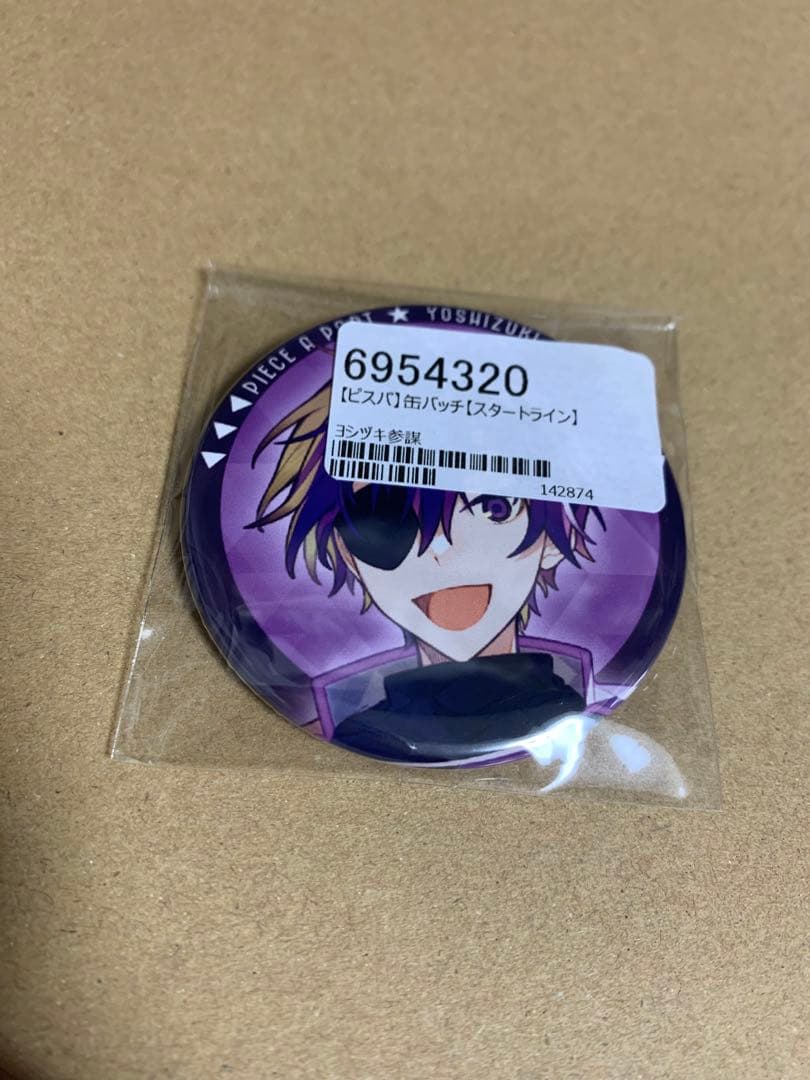 PIECE A PART ★ YOSHIZUKI
6954320
【ピスパ】缶バッチ【スタートライン】
ヨシヅキ参謀
142874